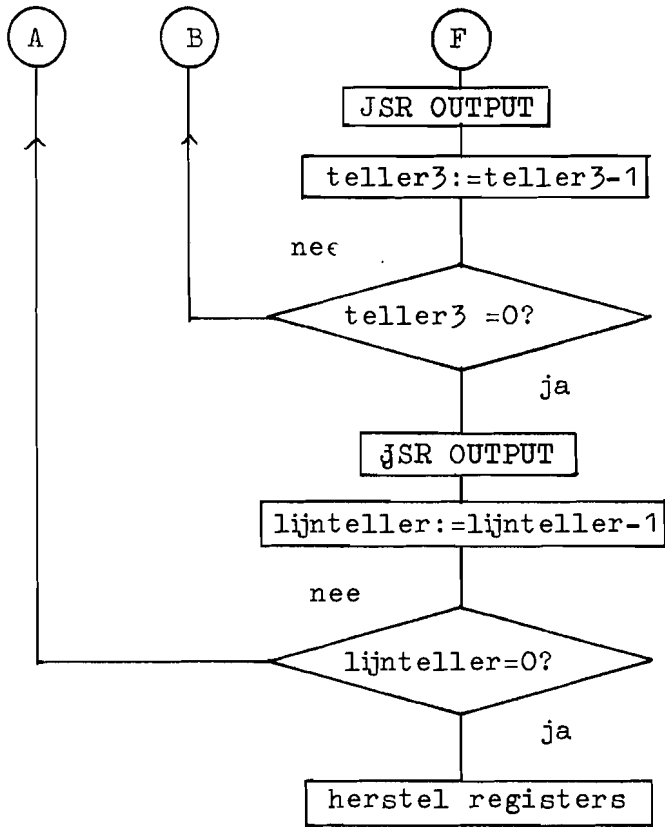 A B F
JSR OUTPUT
teller3:=teller3-1
nee
teller3 =0?
ja
JSR OUTPUT
lijnteller:=lijnteller-1
nee
lijnteller=0?
ja
herstel registers